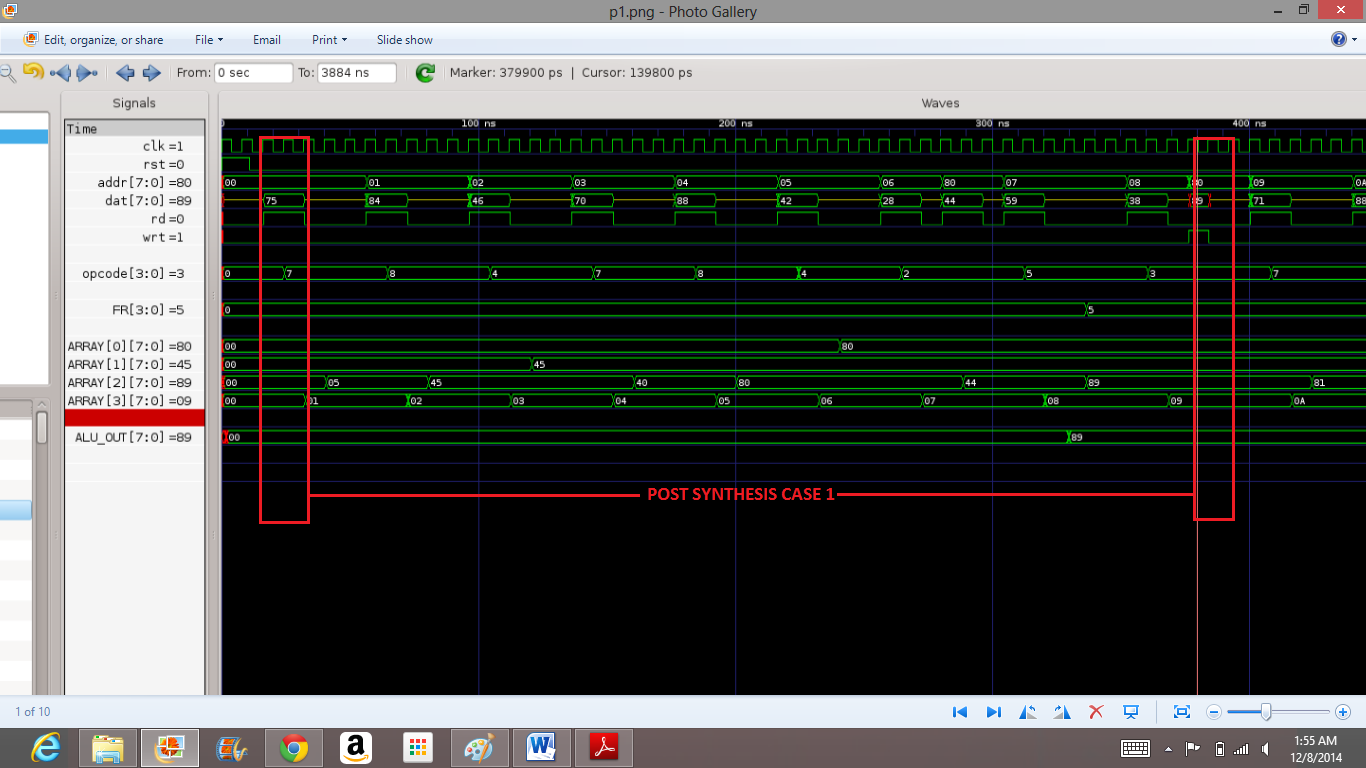 p1.png - Photo Gallery
Edit, organize, or share File Email Print Slide show
From: 0 sec To: 3884 ns Marker: 379900 ps | Cursor: 139800 ps
Signals Waves
Time 0 100 ns 200 ns 300 ns 400 ns
clk =1
rst=0
addr[7:0] =80 00 01 02 03 04 05 06 80 07 08 80 09 0A
dat[7:0] =89 75 84 46 70 88 42 28 44 59 38 89 71 88
rd=0
wrt=1
opcode[3:0] =3 0 7 8 4 7 8 4 2 5 3 7
FR[3:0] =5 0 5
ARRAY[0][7:0] =80 00 80
ARRAY[1][7:0] =45 00 45
ARRAY[2][7:0] =89 00 05 45 40 80 44 89 81
ARRAY[3][7:0] =09 00 01 02 03 04 05 06 07 08 09 0A
ALU_OUT[7:0] =89 00 89
POST SYNTHESIS CASE 1
1 of 10
1:55 AM
12/8/2014